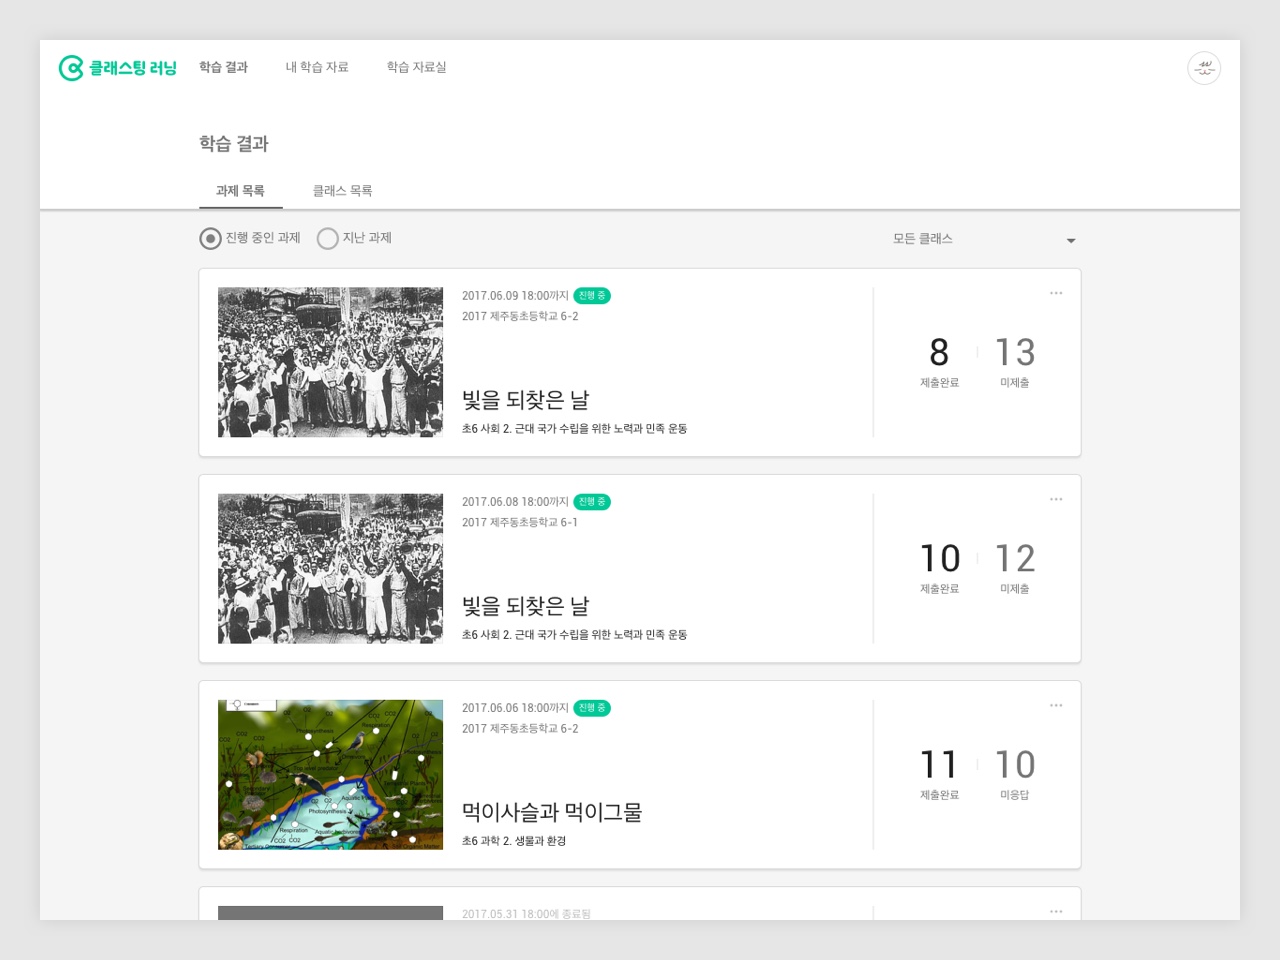 클래스팅 러닝
학습 결과
내 학습 자료
학습 자료실
학습 결과
과제 목록
클래스 목룍
진행 중인 과제
지난 과제
모든 클래스
2017.06.09 18:00까지 진행 중
2017 제주동초등학교 6-2
빛을 되찾은 날
초6 사회 2. 근대 국가 수립을 위한 노력과 민족 운동
8
13
제출완료
미제출
2017.06.08 18:00까지 진행 중
2017 제주동초등학교 6-1
빛을 되찾은 날
초6 사회 2. 근대 국가 수립을 위한 노력과 민족 운동
10
12
제출완료
미제출
CO2
Photosynthesis
Respiration
Photosynthesis
Respiration
2017.06.06 18:00까지 진행 중
2017 제주동초등학교 6-2
먹이사슬과 먹이그물
초6 과학 2. 생물과 환경
11
10
제출완료
미응답
2017.05.31 18:00에 종료됨